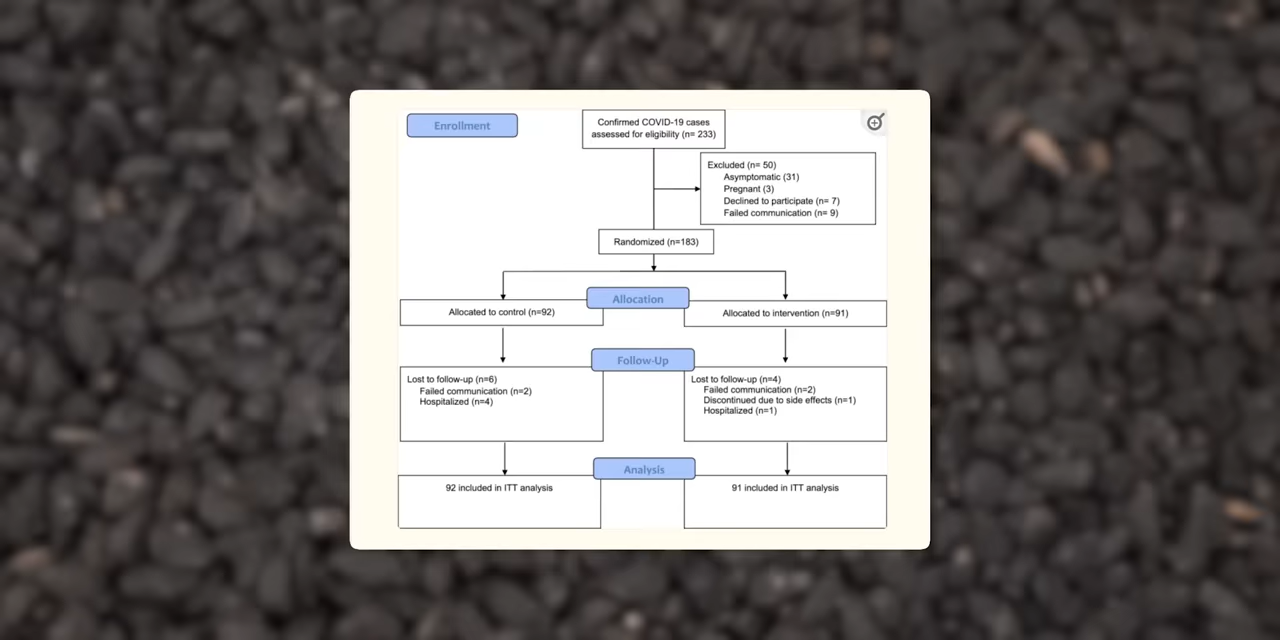 Enrollment
Confirmed COVID-19 cases
assessed for eligibility (n= 233)
Excluded (n= 50)
Asymptomatic (31)
Pregnant (3)
Declined to participate (n= 7)
Failed communication (n= 9)
Randomized (n=183)
Allocation
Allocated to control (n=92)
Allocated to intervention (n=91)
Follow-Up
Lost to follow-up (n=6)
Failed communication (n=2)
Hospitalized (n=4)
Lost to follow-up (n=4)
Failed communication (n=2)
Discontinued due to side effects (n=1)
Hospitalized (n=1)
Analysis
92 included in ITT analysis
91 included in ITT analysis